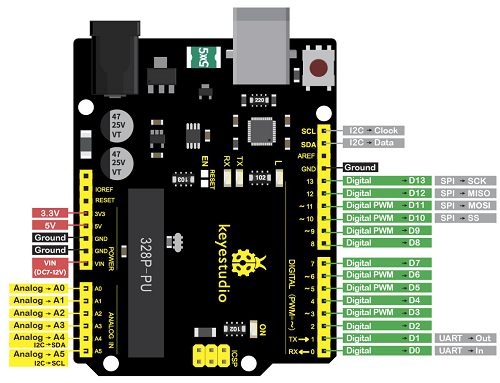 47
25V
VT
47
25V
VT
5x5
220
103
EN
RESET
RX
TX
102
L
SCL
SDA
AREF
GND
13
12
~ 11
~ 10
~ 9
8
7
~ 6
~ 5
4
~ 3
2
TX→ 1
RX← 0
I2C → Clock
I2C → Data
Ground
Digital → D13 SPI → SCK
Digital → D12 SPI → MISO
Digital PWM → D11 SPI → MOSI
Digital PWM → D10 SPI → SS
Digital PWM → D9
Digital → D8
Digital → D7
Digital PWM → D6
Digital PWM → D5
Digital → D4
Digital PWM → D3
Digital → D2
Digital → D1 UART → Out
Digital → D0 UART → In
IOREF
RESET
3.3V 3V3
5V 5V
Ground GND
Ground GND
VIN VIN
(DC7-12V)
POWER
Analog → A0 A0
Analog → A1 A1
Analog → A2 A2
Analog → A3 A3
Analog → A4 A4
I2C→SDA
Analog → A5 A5
I2C→SCL
ANALOG IN
328P-PU
keyestudio
DIGITAL (PWM~)
102
ON
ICSP